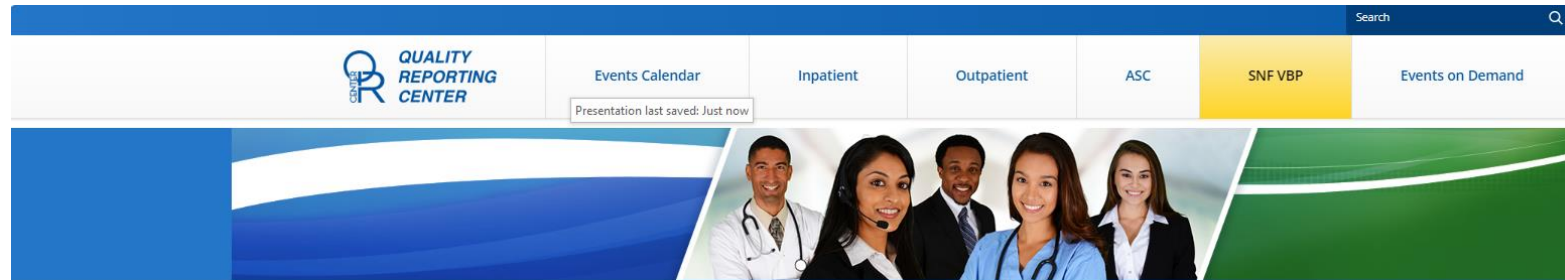 Search
QUALITY
REPORTING
CENTER
CENTER
Events Calendar
Inpatient
Outpatient
ASC
SNF VBP
Events on Demand
Presentation last saved: Just now